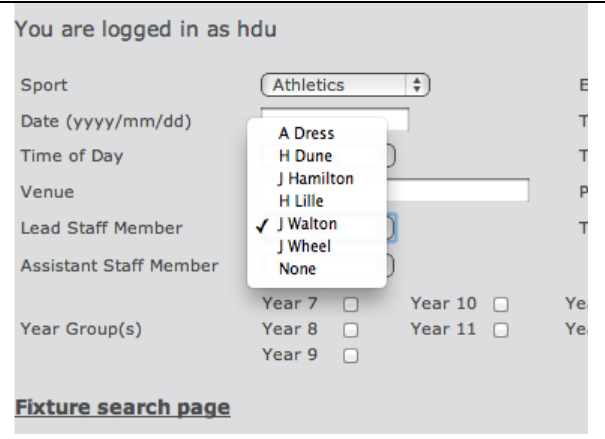 You are logged in as hdu
Sport Athletics E
Date (yyyy/mm/dd) T
A Dress
Time of Day H Dune T
J Hamilton
Venue P
H Lille
Lead Staff Member ✓ J Walton T
J Wheel
Assistant Staff Member None
Year 7 Year 10 Ye
Year Group(s) Year 8 Year 11 Ye
Year 9
Fixture search page